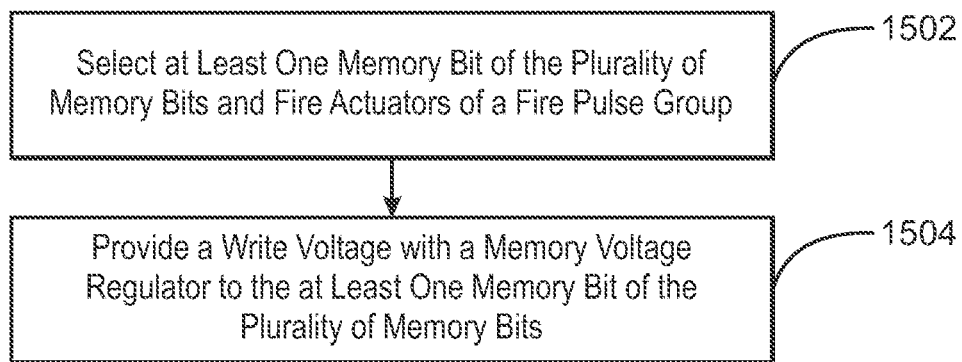 1502
Select at Least One Memory Bit of the Plurality of
Memory Bits and Fire Actuators of a Fire Pulse Group
1504
Provide a Write Voltage with a Memory Voltage
Regulator to the at Least One Memory Bit of the
Plurality of Memory Bits